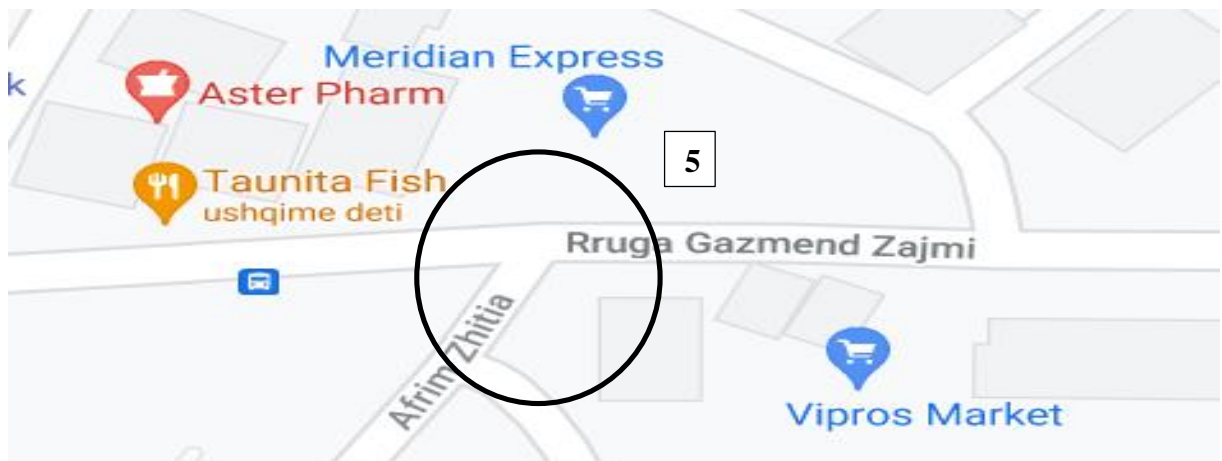 Meridian Express
k
Aster Pharm
5
Taunita Fish
ushqime deti
Rruga Gazmend Zajmi
Afrim Zhitia
Vipros Market